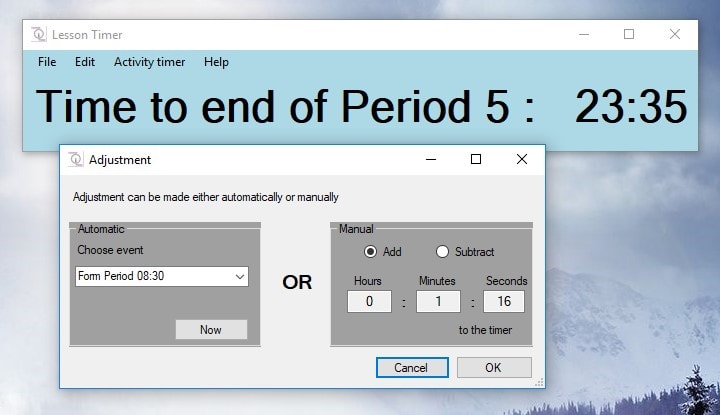 Lesson Timer
File Edit Activity timer Help
Time to end of Period 5 : 23:35
Adjustment
Adjustment can be made either automatically or manually
Automatic
Choose event
Form Period 08:30
Now
OR
Manual
Add Subtract
Hours Minutes Seconds
0 : 1 : 16
to the timer
Cancel OK